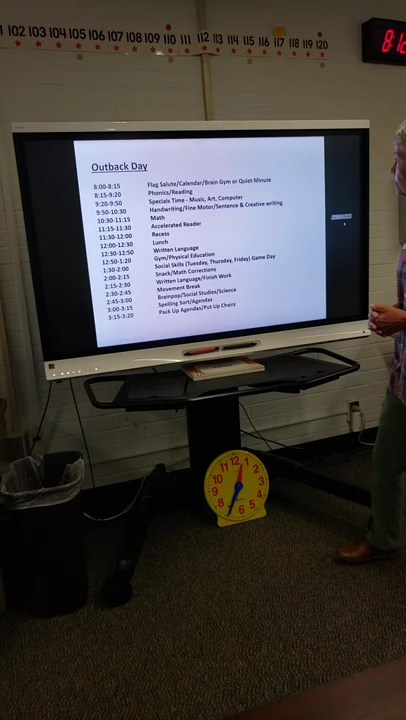 102 103 104 105 106 107 108 109 110 111 112 113 114 115 116 117 118 119 120
Outback Day
8:00-8:15 Flag Salute/Calendar/Brain Gym or Quiet Minute
8:15-9:20 Phonics/Reading
9:20-9:50 Specials Time - Music, Art, Computer
9:50-10:30 Handwriting/Fine Motor/Sentence & Creative writing
10:30-11:15 Math
11:15-11:30 Accelerated Reader
11:30-12:00 Recess
12:00-12:30 Lunch
12:30-12:50 Written Language
12:50-1:20 Gym/Physical Education
1:30-2:00 Social Skills (Tuesday, Thursday, Friday) Game Day
2:00-2:15 Snack/Math Corrections
2:15-2:30 Written Language/Finish Work
2:30-2:45 Movement Break
2:45-3:00 Brainpop/Social Studies/Science
3:00-3:15 Spelling Sort/Agendas
3:15-3:20 Pack Up Agendas/Put Up Chairs
12 1 2 3 4 5 6 7 8 9 10 11